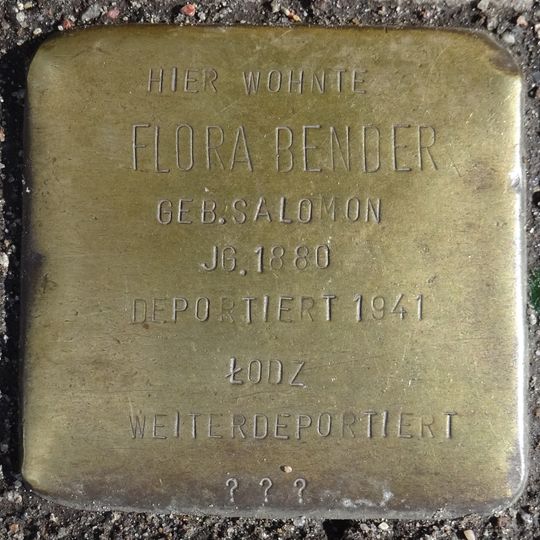 HIER WOHNTE
FLORA BENDER
GEB. SALOMON
JG. 1880
DEPORTIERT 1941
ŁODZ
WEITERDEPORTIERT
? ? ?